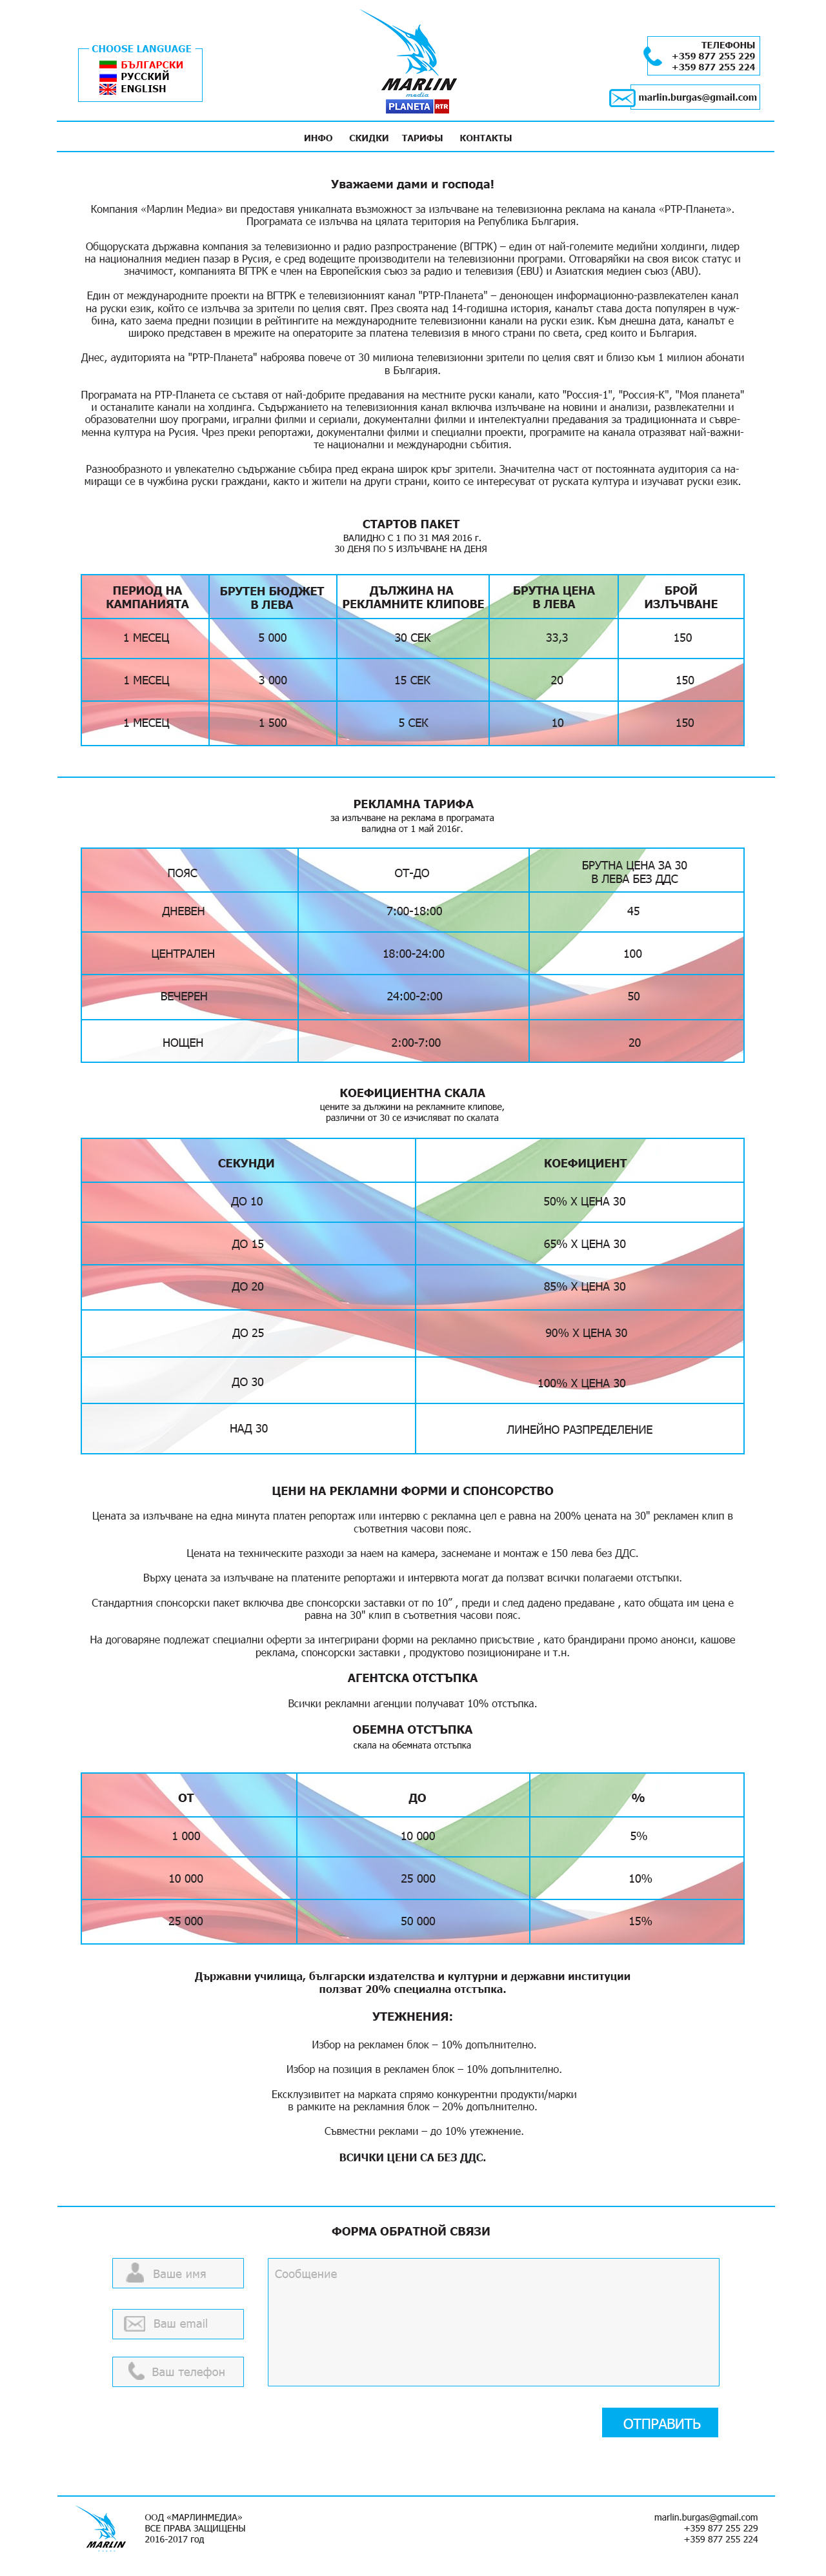 CHOOSE LANGUAGE
БЪЛГАРСКИ
РУССКИЙ
ENGLISH
MARLIN
media
PLANETA RTR
ТЕЛЕФОНЫ
+359 877 255 229
+359 877 255 224
marlin.burgas@gmail.com
ИНФО СКИДКИ ТАРИФЫ КОНТАКТЫ
Уважаеми дами и господа!
Компания «Марлин Медиа» ви предоставя уникалната възможност за излъчване на телевизионна реклама на канала «РТР-Планета».
Програмата се излъчва на цялата територия на Република България.
Общоруската държавна компания за телевизионно и радио разпространение (ВГТРК) – един от най-големите медийни холдинги, лидер
на националния медиен пазар в Русия, е сред водещите производители на телевизионни програми. Отговаряйки на своя висок статус и
значимост, компанията ВГТРК е член на Европейския съюз за радио и телевизия (EBU) и Азиатския медиен съюз (ABU).
Един от международните проекти на ВГТРК е телевизионният канал "РТР-Планета" – денонощен информационно-развлекателен канал
на руски език, който се излъчва за зрители по целия свят. През своята над 14-годишна история, каналът става доста популярен в чуж-
бина, като заема предни позиции в рейтингите на международните телевизионни канали на руски език. Към днешна дата, каналът е
широко представен в мрежите на операторите за платена телевизия в много страни по света, сред които и България.
Днес, аудиторията на "РТР-Планета" наброява повече от 30 милиона телевизионни зрители по целия свят и близо към 1 милион абонати
в България.
Програмата на РТР-Планета се съставя от най-добрите предавания на местните руски канали, като "Россия-1", "Россия-К", "Моя планета"
и останалите канали на холдинга. Съдържанието на телевизионния канал включва излъчване на новини и анализи, развлекателни и
образователни шоу програми, игрални филми и сериали, документални филми и интелектуални предавания за традиционната и съвре-
менна култура на Русия. Чрез преки репортажи, документални филми и специални проекти, програмите на канала отразяват най-важни-
те национални и международни събития.
Разнообразното и увлекателно съдържание събира пред екрана широк кръг зрители. Значителна част от постоянната аудитория са на-
миращи се в чужбина руски граждани, както и жители на други страни, които се интересуват от руската култура и изучават руски език.
СТАРТОВ ПАКЕТ
ВАЛИДНО С 1 ПО 31 МАЯ 2016 г.
30 ДЕНЯ ПО 5 ИЗЛЪЧВАНЕ НА ДЕНЯ
ПЕРИОД НА КАМПАНИЯТА БРУТЕН БЮДЖЕТ В ЛЕВА ДЪЛЖИНА НА РЕКЛАМНИТЕ КЛИПОВЕ БРУТНА ЦЕНА В ЛЕВА БРОЙ ИЗЛЪЧВАНЕ
1 МЕСЕЦ 5 000 30 СЕК 33,3 150
1 МЕСЕЦ 3 000 15 СЕК 20 150
1 МЕСЕЦ 1 500 5 СЕК 10 150
РЕКЛАМНА ТАРИФА
за излъчване на реклама в програмата
валидна от 1 май 2016г.
ПОЯС ОТ-ДО БРУТНА ЦЕНА ЗА 30 В ЛЕВА БЕЗ ДДС
ДНЕВЕН 7:00-18:00 45
ЦЕНТРАЛЕН 18:00-24:00 100
ВЕЧЕРЕН 24:00-2:00 50
НОЩЕН 2:00-7:00 20
КОЕФИЦИЕНТНА СКАЛА
цените за дължини на рекламните клипове,
различни от 30 се изчисляват по скалата
СЕКУНДИ КОЕФИЦИЕНТ
ДО 10 50% Х ЦЕНА 30
ДО 15 65% Х ЦЕНА 30
ДО 20 85% Х ЦЕНА 30
ДО 25 90% Х ЦЕНА 30
ДО 30 100% Х ЦЕНА 30
НАД 30 ЛИНЕЙНО РАЗПРЕДЕЛЕНИЕ
ЦЕНИ НА РЕКЛАМНИ ФОРМИ И СПОНСОРСТВО
Цената за излъчване на една минута платен репортаж или интервю с рекламна цел е равна на 200% цената на 30" рекламен клип в
съответния часови пояс.
Цената на техническите разходи за наем на камера, заснемане и монтаж е 150 лева без ДДС.
Върху цената за излъчване на платените репортажи и интервюта могат да ползват всички полагаеми отстъпки.
Стандартния спонсорски пакет включва две спонсорски заставки от по 10" , преди и след дадено предаване , като общата им цена е
равна на 30" клип в съответния часови пояс.
На договаряне подлежат специални оферти за интегрирани форми на рекламно присъствие , като брандирани промо анонси, кашове
реклама, спонсорски заставки , продуктово позициониране и т.н.
АГЕНТСКА ОТСТЪПКА
Всички рекламни агенции получават 10% отстъпка.
ОБЕМНА ОТСТЪПКА
скала на обемната отстъпка
ОТ ДО %
1 000 10 000 5%
10 000 25 000 10%
25 000 50 000 15%
Държавни училища, български издателства и културни и державни институции
ползват 20% специална отстъпка.
УТЕЖНЕНИЯ:
Избор на рекламен блок – 10% допълнително.
Избор на позиция в рекламен блок – 10% допълнително.
Ексклузивитет на марката спрямо конкурентни продукти/марки
в рамките на рекламния блок – 20% допълнително.
Съвместни реклами – до 10% утежнение.
ВСИЧКИ ЦЕНИ СА БЕЗ ДДС.
ФОРМА ОБРАТНОЙ СВЯЗИ
Ваше имя
Ваш email
Ваш телефон
Сообщение
ОТПРАВИТЬ
MARLIN
ООД «МАРЛИНМЕДИА»
ВСЕ ПРАВА ЗАЩИЩЕНЫ
2016-2017 год
marlin.burgas@gmail.com
+359 877 255 229
+359 877 255 224